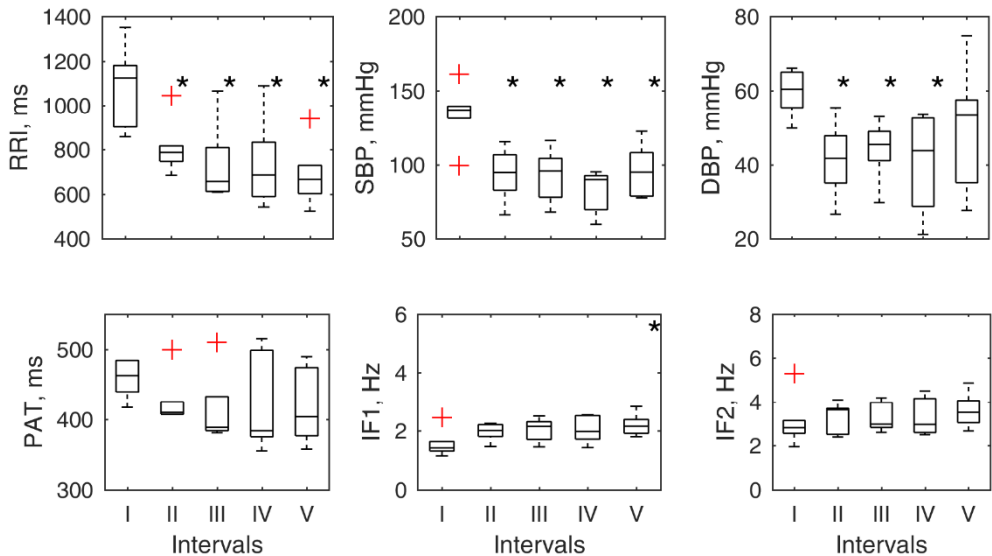 RRI, ms
1400
1200
1000
800
600
400
* * * *
SBP, mmHg
200
150
100
50
* * * *
DBP, mmHg
80
60
40
20
* * *
PAT, ms
500
400
300
I II III IV V
Intervals
IF1, Hz
6
4
2
0
*
I II III IV V
Intervals
IF2, Hz
8
6
4
2
0
I II III IV V
Intervals